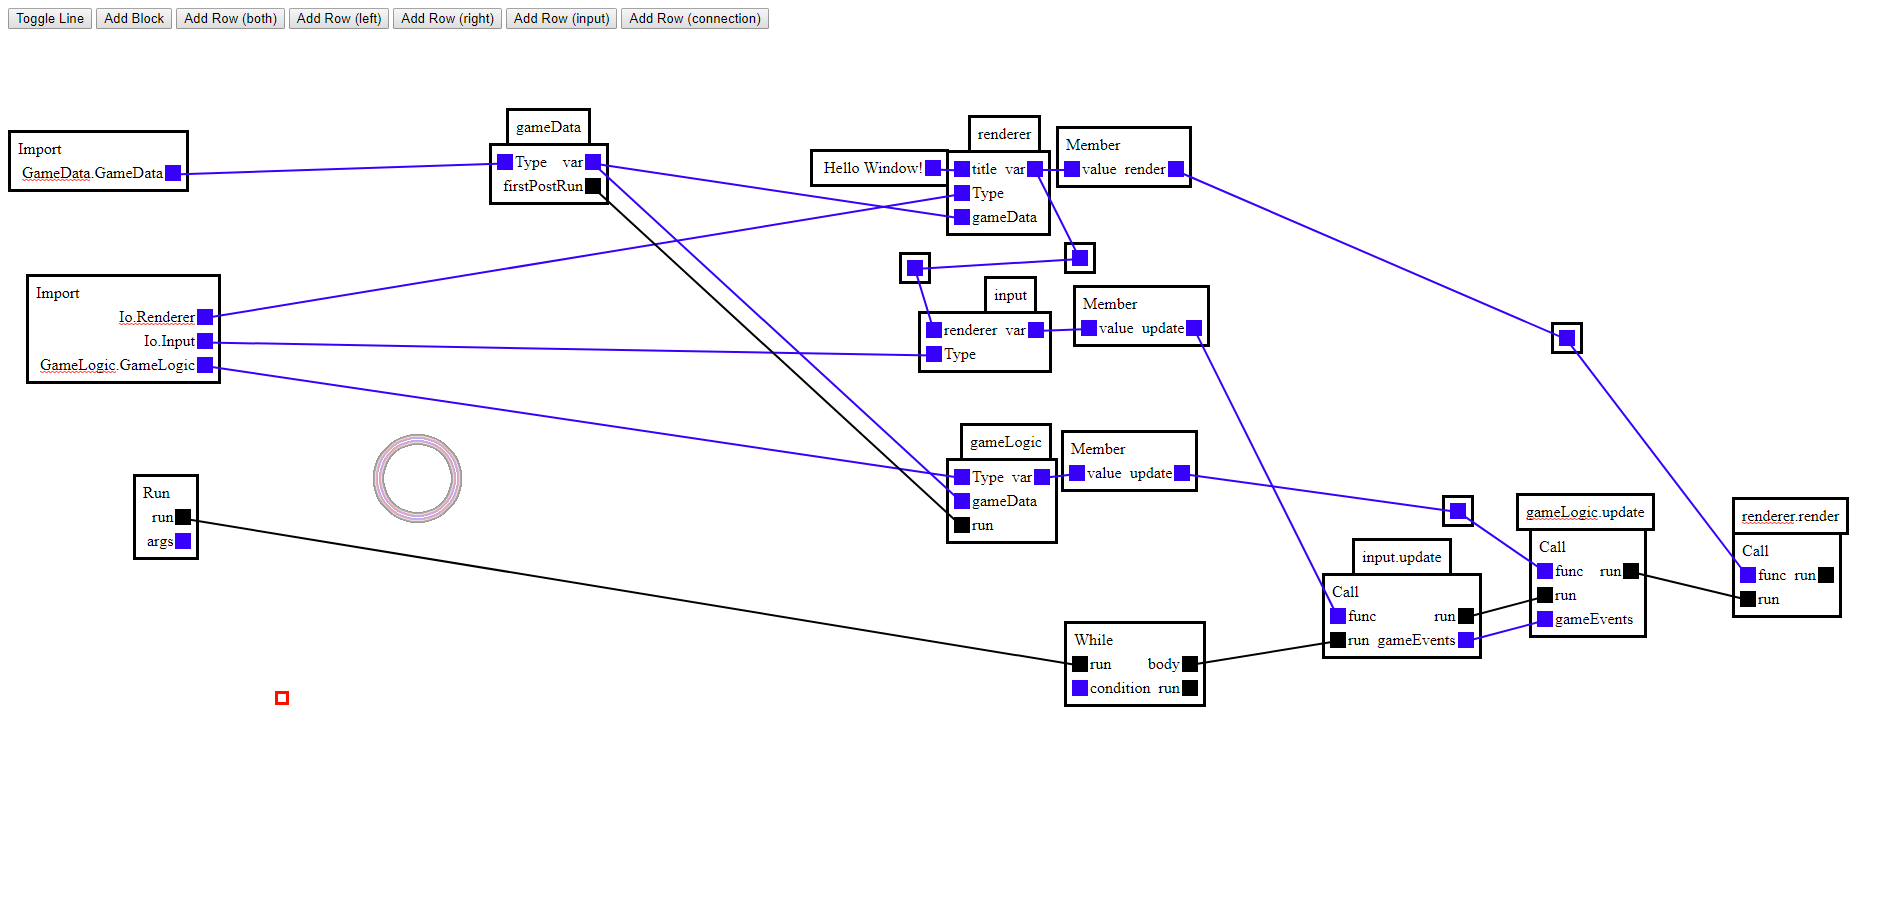 Toggle Line Add Block Add Row (both) Add Row (left) Add Row (right) Add Row (input) Add Row (connection)
Import
GameData.GameData
gameData
Type var
firstPostRun
Hello Window!
renderer
title var
Type
gameData
Member
value render
Import
Io.Renderer
Io.Input
GameLogic.GameLogic
input
renderer var
Type
Member
value update
gameLogic
Type var
gameData
run
Member
value update
Run
run
args
While
run body
condition run
input.update
Call
func run
run gameEvents
gameLogic.update
Call
func run
run
gameEvents
renderer.render
Call
func run
run